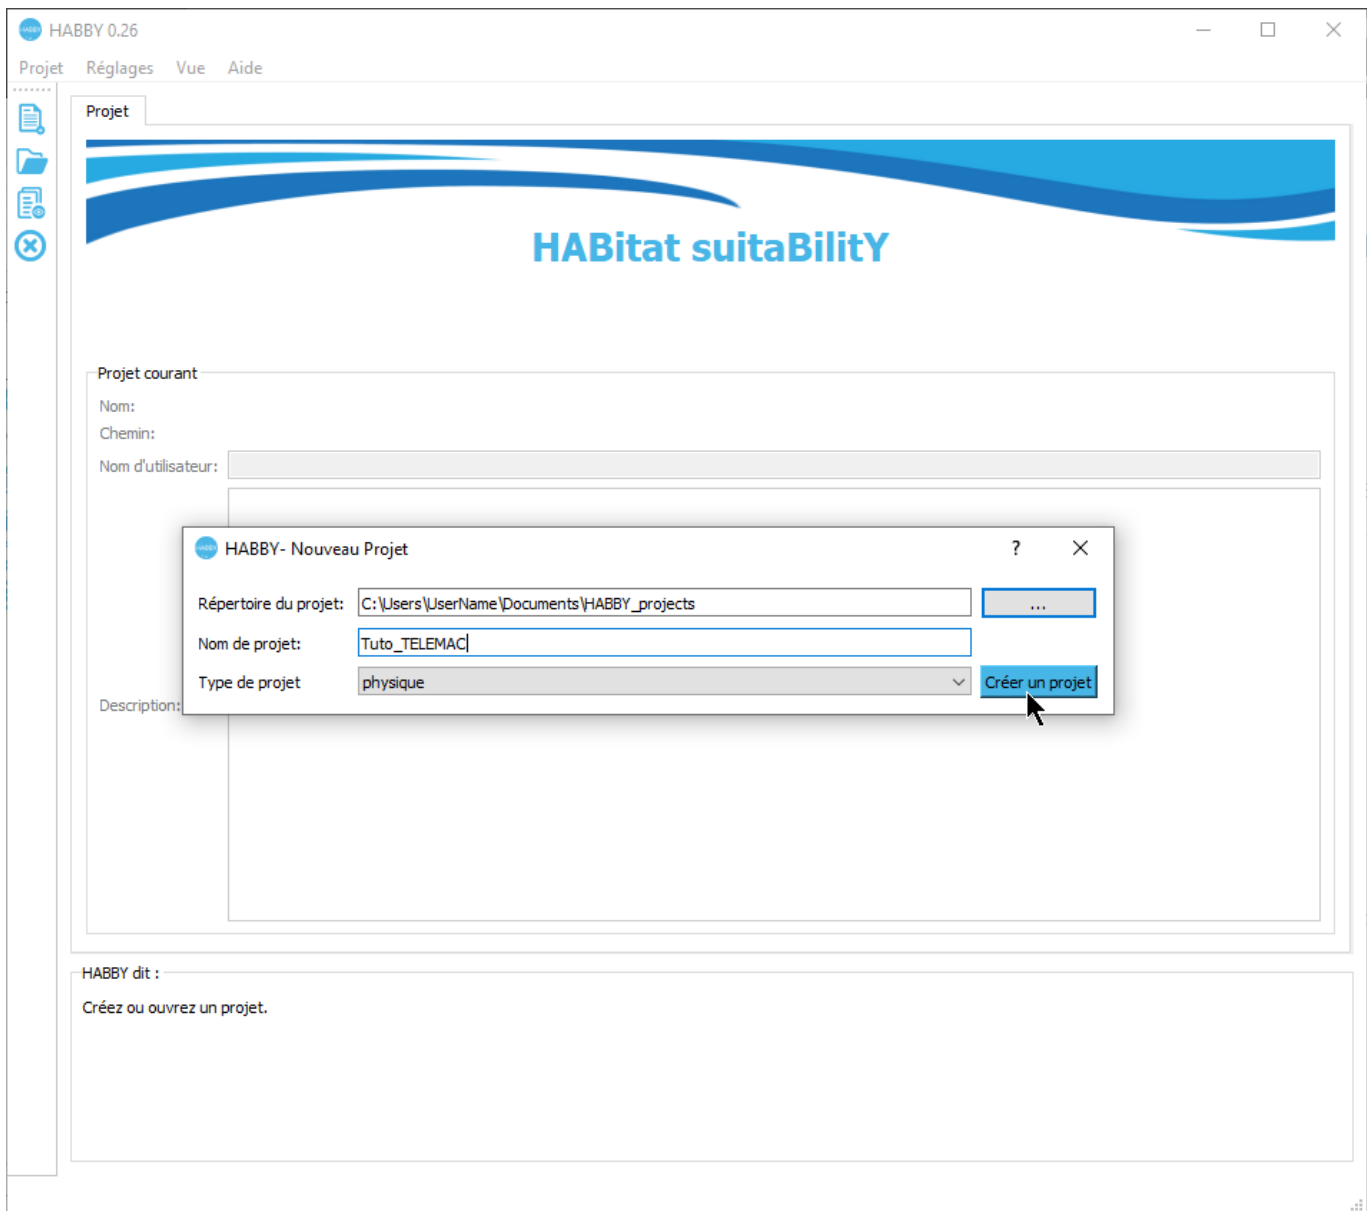 HABBY 0.26
Projet Réglages Vue Aide
Projet
HABitat suitaBilitY
Projet courant
Nom:
Chemin:
Nom d'utilisateur:
HABBY- Nouveau Projet
?
Répertoire du projet: C:\Users\UserName\Documents\HABBY_projects ...
Nom de projet: Tuto_TELEMAC
Type de projet physique Créer un projet
Description:
HABBY dit :
Créez ou ouvrez un projet.